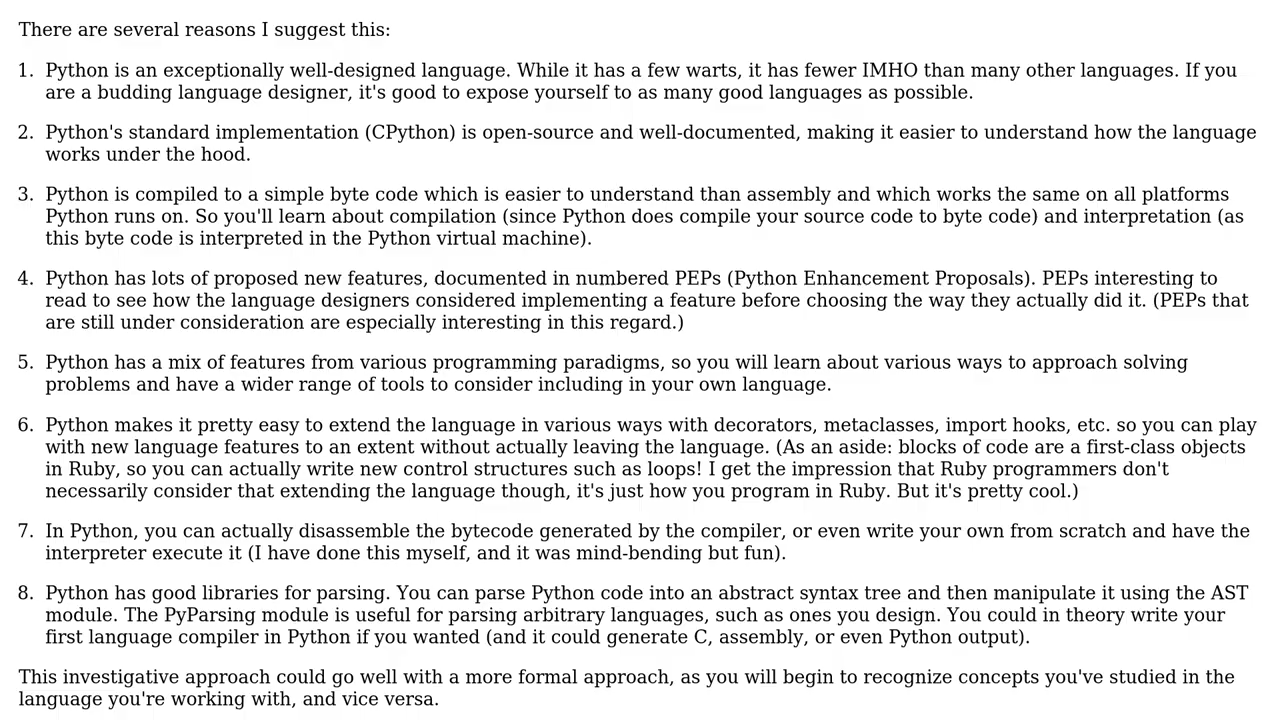 There are several reasons I suggest this:
1. Python is an exceptionally well-designed language. While it has a few warts, it has fewer IMHO than many other languages. If you
are a budding language designer, it's good to expose yourself to as many good languages as possible.
2. Python's standard implementation (CPython) is open-source and well-documented, making it easier to understand how the language
works under the hood.
3. Python is compiled to a simple byte code which is easier to understand than assembly and which works the same on all platforms
Python runs on. So you'll learn about compilation (since Python does compile your source code to byte code) and interpretation (as
this byte code is interpreted in the Python virtual machine).
4. Python has lots of proposed new features, documented in numbered PEPs (Python Enhancement Proposals). PEPs interesting to
read to see how the language designers considered implementing a feature before choosing the way they actually did it. (PEPs that
are still under consideration are especially interesting in this regard.)
5. Python has a mix of features from various programming paradigms, so you will learn about various ways to approach solving
problems and have a wider range of tools to consider including in your own language.
6. Python makes it pretty easy to extend the language in various ways with decorators, metaclasses, import hooks, etc. so you can play
with new language features to an extent without actually leaving the language. (As an aside: blocks of code are a first-class objects
in Ruby, so you can actually write new control structures such as loops! I get the impression that Ruby programmers don't
necessarily consider that extending the language though, it's just how you program in Ruby. But it's pretty cool.)
7. In Python, you can actually disassemble the bytecode generated by the compiler, or even write your own from scratch and have the
interpreter execute it (I have done this myself, and it was mind-bending but fun).
8. Python has good libraries for parsing. You can parse Python code into an abstract syntax tree and then manipulate it using the AST
module. The PyParsing module is useful for parsing arbitrary languages, such as ones you design. You could in theory write your
first language compiler in Python if you wanted (and it could generate C, assembly, or even Python output).
This investigative approach could go well with a more formal approach, as you will begin to recognize concepts you've studied in the
language you're working with, and vice versa.